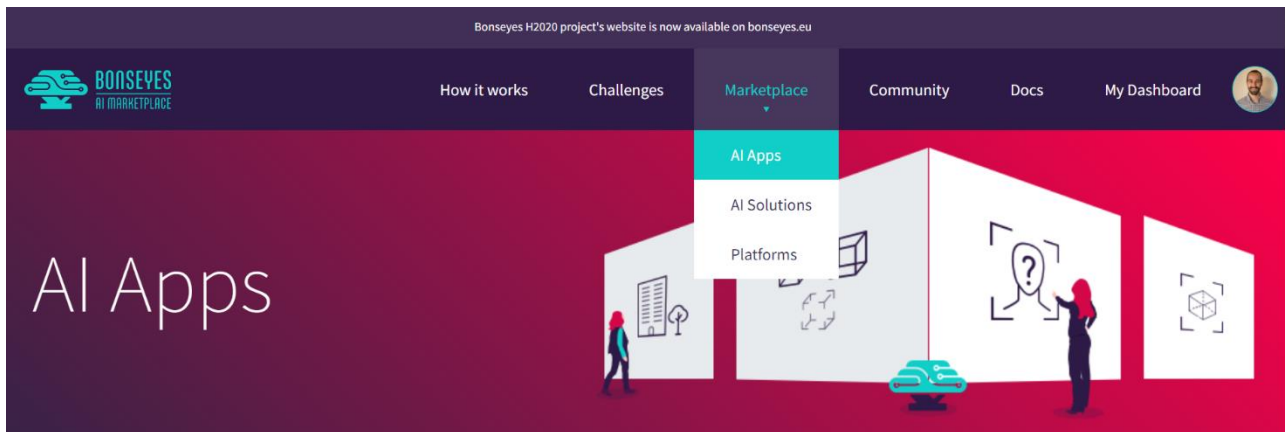 Bonseyes H2020 project's website is now available on bonseyes.eu
BONSEYES
AI MARKETPLACE
How it works Challenges Marketplace Community Docs My Dashboard
AI Apps
AI Solutions
Platforms
AI Apps
?